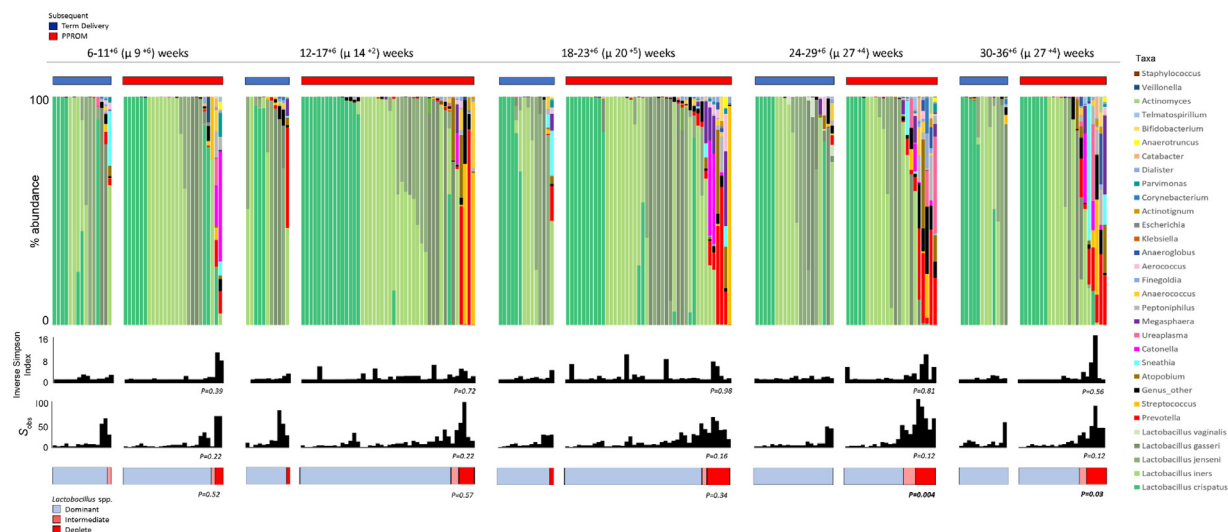 Subsequent
Term Delivery
PPROM
6-11⁺⁶ (µ 9 ⁺⁶) weeks
12-17⁺⁶ (µ 14 ⁺²) weeks
18-23⁺⁶ (µ 20 ⁺⁵) weeks
24-29⁺⁶ (µ 27 ⁺⁴) weeks
30-36⁺⁶ (µ 27 ⁺⁴) weeks
% abundance
100
0
Inverse Simpson
Index
16
8
0
P=0.39
P=0.72
P=0.98
P=0.81
P=0.56
Sobs
100
50
0
P=0.22
P=0.22
P=0.16
P=0.12
P=0.12
P=0.52
P=0.57
P=0.34
P=0.004
P=0.03
Lactobacillus spp.
Dominant
Intermediate
Deplete
Taxa
Staphylococcus
Veillonella
Actinomyces
Telmatospirillum
Bifidobacterium
Anaerotruncus
Catabacter
Dialister
Parvimonas
Corynebacterium
Actinotignum
Escherichia
Klebsiella
Anaeroglobus
Aerococcus
Finegoldia
Anaerococcus
Peptoniphilus
Megasphaera
Ureaplasma
Catonella
Sneathia
Atopobium
Genus_other
Streptococcus
Prevotella
Lactobacillus vaginalis
Lactobacillus gasseri
Lactobacillus jenseni
Lactobacillus iners
Lactobacillus crispatus